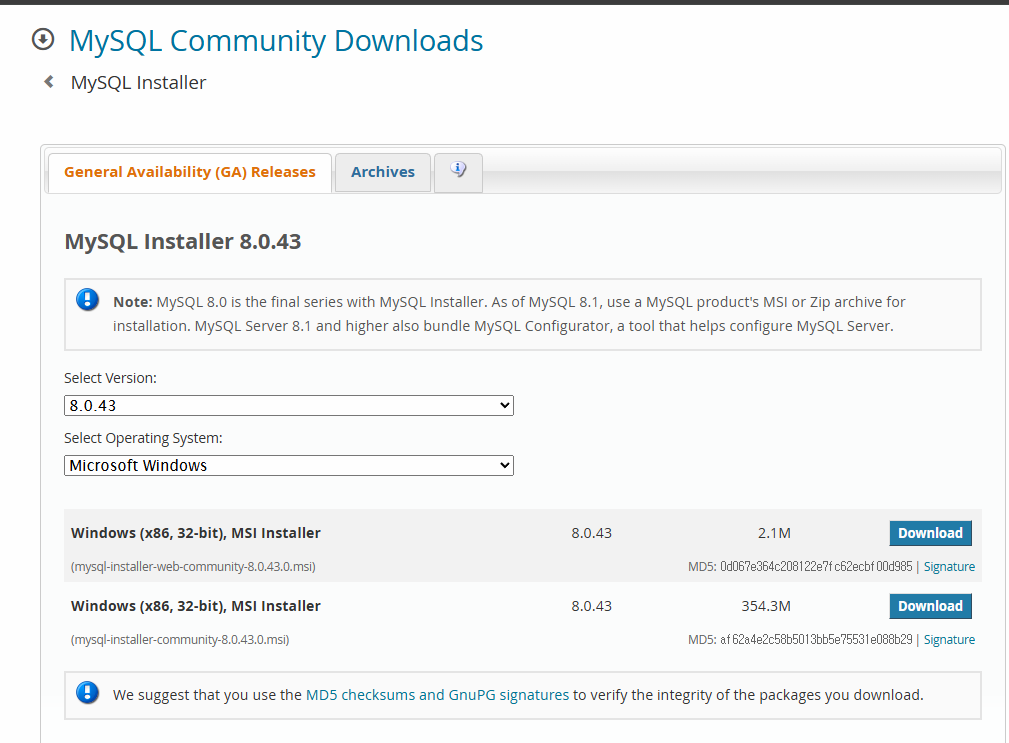 MySQL Community Downloads
MySQL Installer
General Availability (GA) Releases Archives
MySQL Installer 8.0.43
Note: MySQL 8.0 is the final series with MySQL Installer. As of MySQL 8.1, use a MySQL product's MSI or Zip archive for
installation. MySQL Server 8.1 and higher also bundle MySQL Configurator, a tool that helps configure MySQL Server.
Select Version:
8.0.43
Select Operating System:
Microsoft Windows
Windows (x86, 32-bit), MSI Installer 8.0.43 2.1M Download
(mysql-installer-web-community-8.0.43.0.msi) MD5: 0d067e364c208122e7fc62ecbf00d985 | Signature
Windows (x86, 32-bit), MSI Installer 8.0.43 354.3M Download
(mysql-installer-community-8.0.43.0.msi) MD5: af62a4e2c58b5013bb5e75531e088b29 | Signature
We suggest that you use the MD5 checksums and GnuPG signatures to verify the integrity of the packages you download.